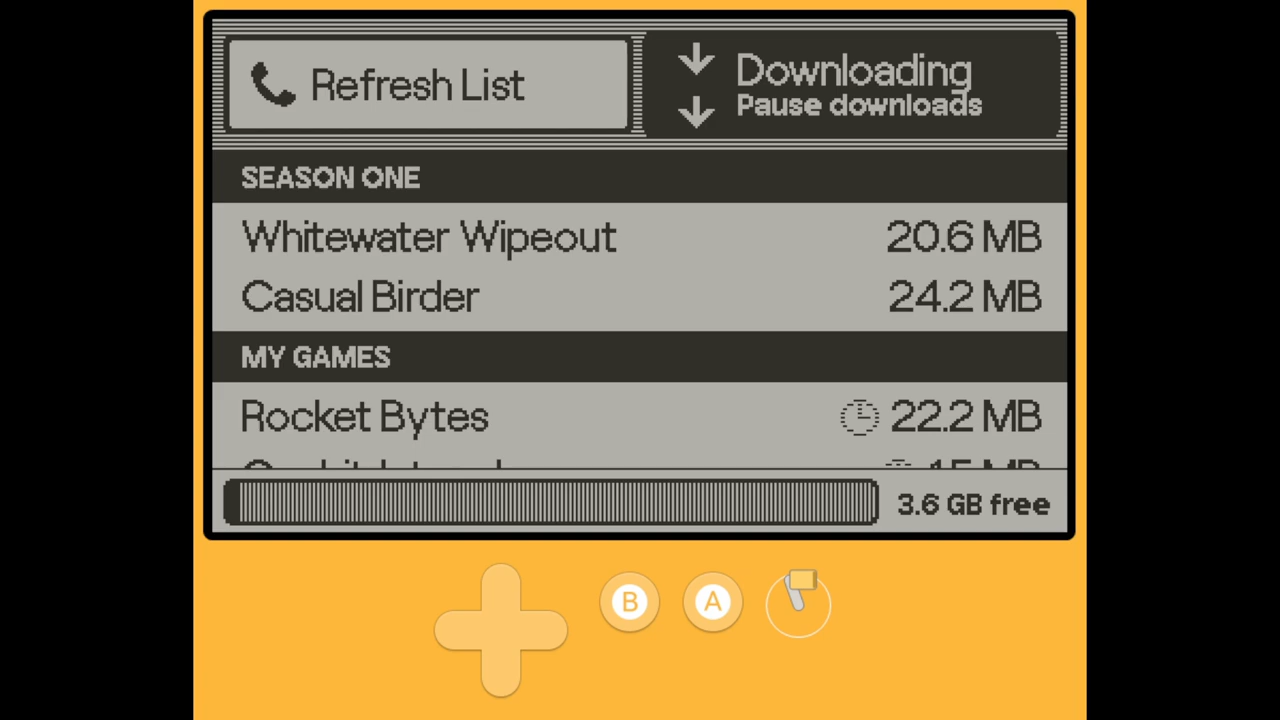 Refresh List
Downloading
Pause downloads
SEASON ONE
Whitewater Wipeout 20.6 MB
Casual Birder 24.2 MB
MY GAMES
Rocket Bytes 22.2 MB
3.6 GB free
B A